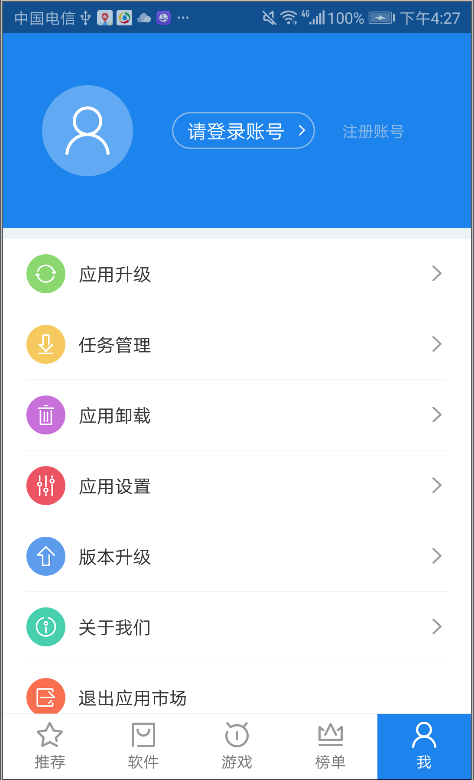 中国电信 4G 100% 下午4:27
请登录账号 注册账号
应用升级
任务管理
应用卸载
应用设置
版本升级
关于我们
退出应用市场
推荐 软件 游戏 榜单 我